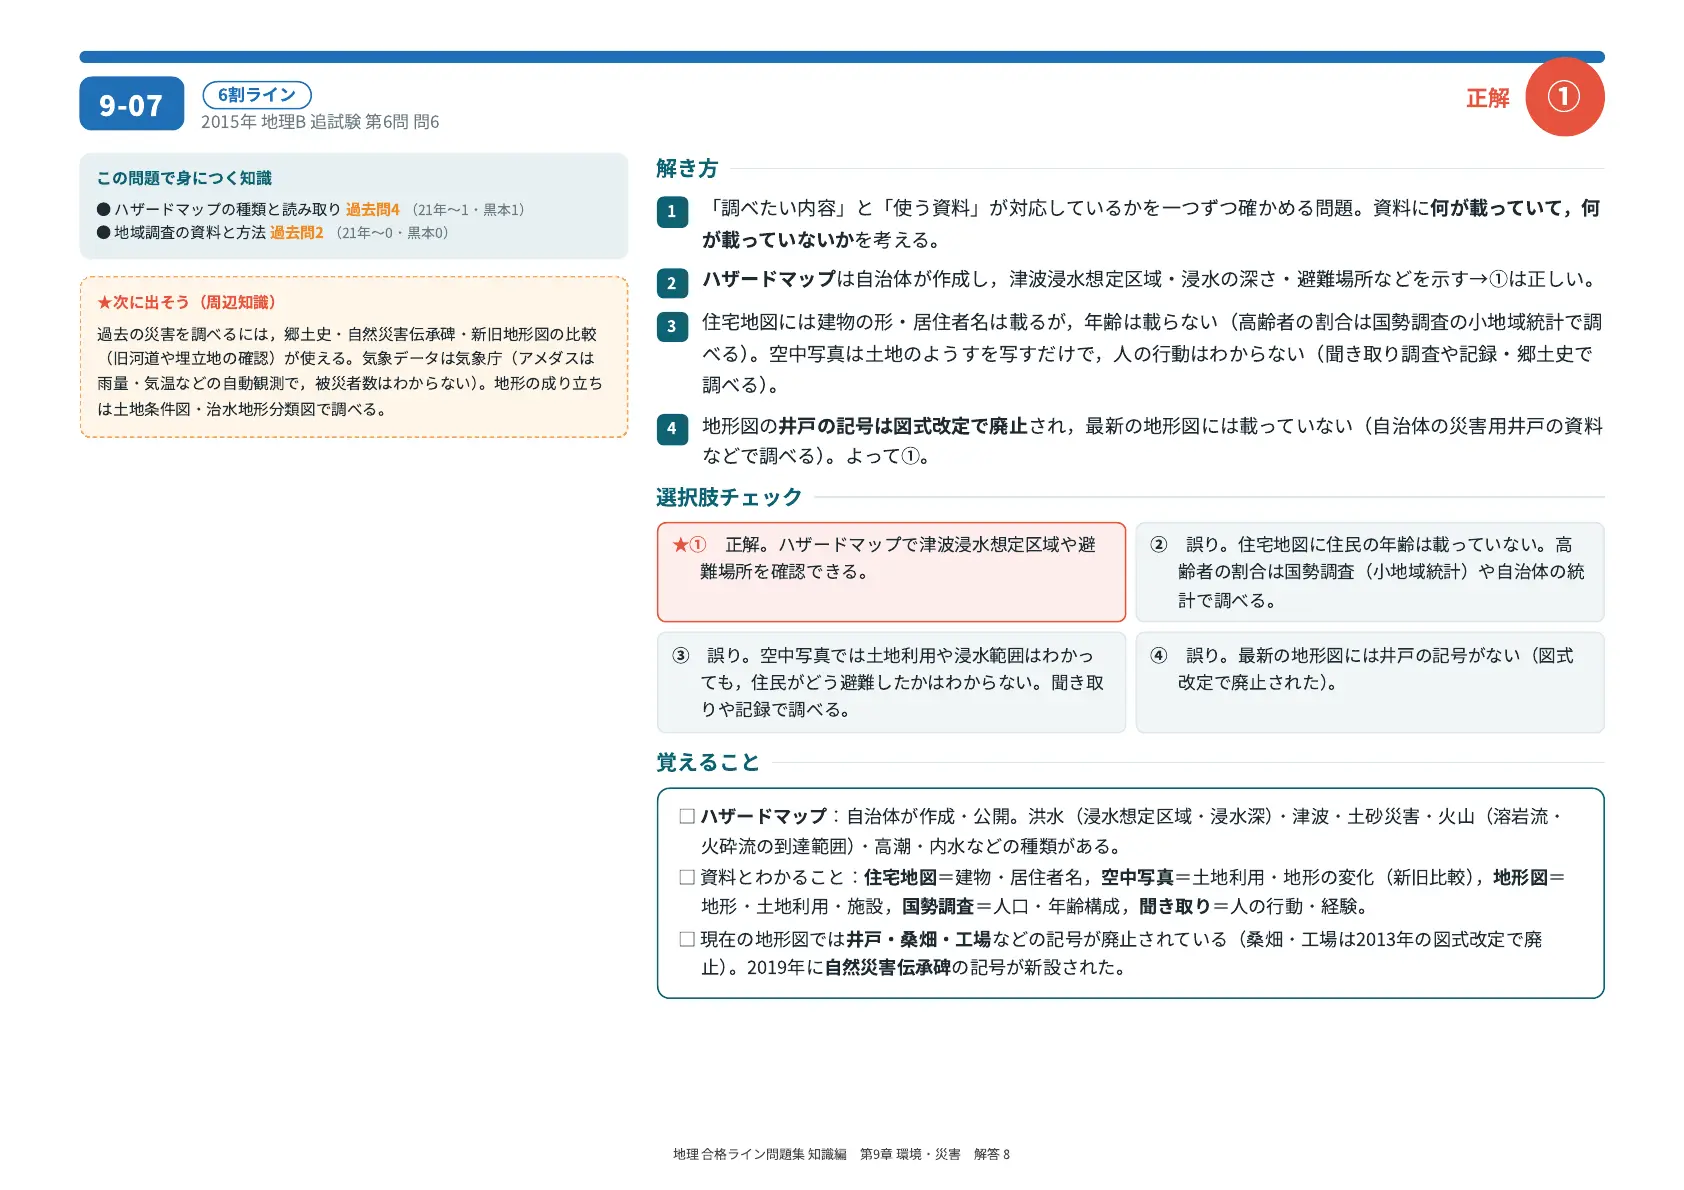 9-07
6割ライン
2015年 地理B 追試験 第6問 問6
正解 ①
この問題で身につく知識
● ハザードマップの種類と読み取り 過去問4 （21年〜1・黒本1）
● 地域調査の資料と方法 過去問2 （21年〜0・黒本0）
★次に出そう（周辺知識）
過去の災害を調べるには，郷土史・自然災害伝承碑・新旧地形図の比較
（旧河道や埋立地の確認）が使える。気象データは気象庁（アメダスは
雨量・気温などの自動観測で，被災者数はわからない）。地形の成り立ち
は土地条件図・治水地形分類図で調べる。
解き方
1 「調べたい内容」と「使う資料」が対応しているかを一つずつ確かめる問題。資料に何が載っていて，何
が載っていないかを考える。
2 ハザードマップは自治体が作成し，津波浸水想定区域・浸水の深さ・避難場所などを示す→①は正しい。
3 住宅地図には建物の形・居住者名は載るが，年齢は載らない（高齢者の割合は国勢調査の小地域統計で調
べる）。空中写真は土地のようすを写すだけで，人の行動はわからない（聞き取り調査や記録・郷土史で
調べる）。
4 地形図の井戸の記号は図式改定で廃止され，最新の地形図には載っていない（自治体の災害用井戸の資料
などで調べる）。よって①。
選択肢チェック
★① 正解。ハザードマップで津波浸水想定区域や避
難場所を確認できる。
② 誤り。住宅地図に住民の年齢は載っていない。高
齢者の割合は国勢調査（小地域統計）や自治体の統
計で調べる。
③ 誤り。空中写真では土地利用や浸水範囲はわかっ
ても，住民がどう避難したかはわからない。聞き取
りや記録で調べる。
④ 誤り。最新の地形図には井戸の記号がない（図式
改定で廃止された）。
覚えること
□ ハザードマップ：自治体が作成・公開。洪水（浸水想定区域・浸水深）・津波・土砂災害・火山（溶岩流・
火砕流の到達範囲）・高潮・内水などの種類がある。
□ 資料とわかること：住宅地図＝建物・居住者名，空中写真＝土地利用・地形の変化（新旧比較），地形図＝
地形・土地利用・施設，国勢調査＝人口・年齢構成，聞き取り＝人の行動・経験。
□ 現在の地形図では井戸・桑畑・工場などの記号が廃止されている（桑畑・工場は2013年の図式改定で廃
止）。2019年に自然災害伝承碑の記号が新設された。
地理 合格ライン問題集 知識編 第9章 環境・災害 解答 8